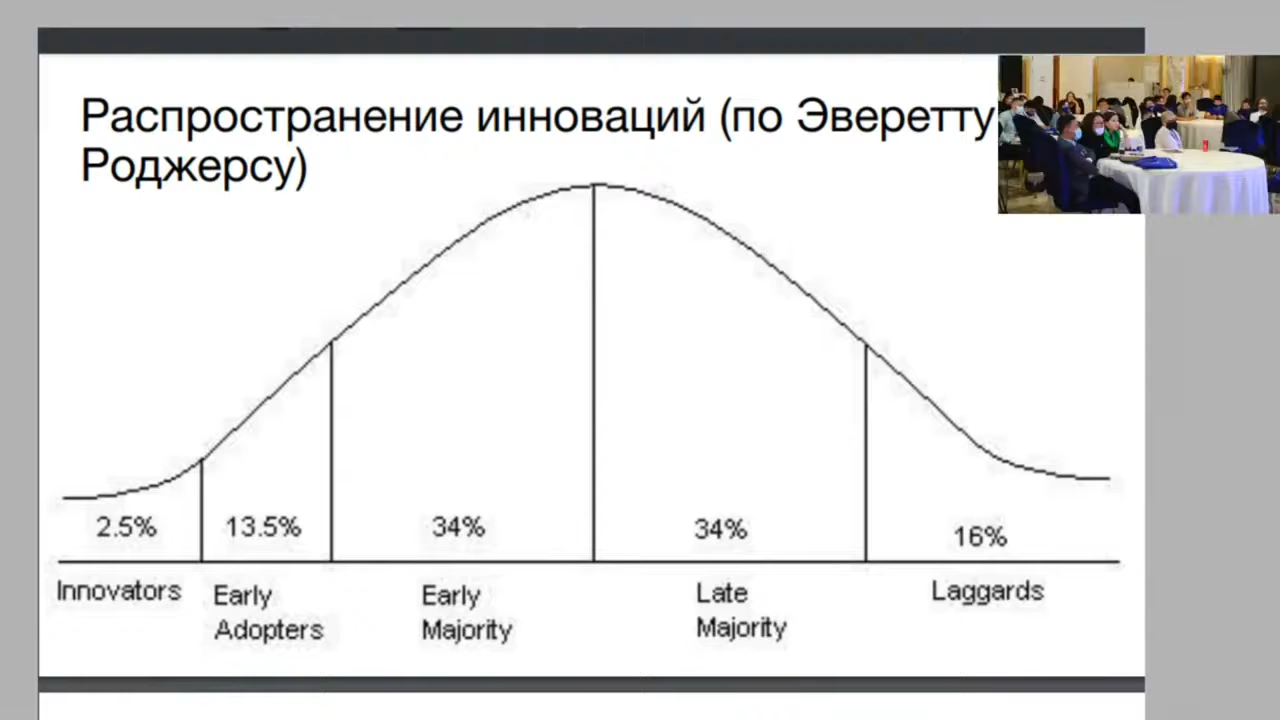 Распространение инноваций (по Эверетту
Роджерсу)
2.5%
13.5%
34%
34%
16%
Innovators
Early
Adopters
Early
Majority
Late
Majority
Laggards